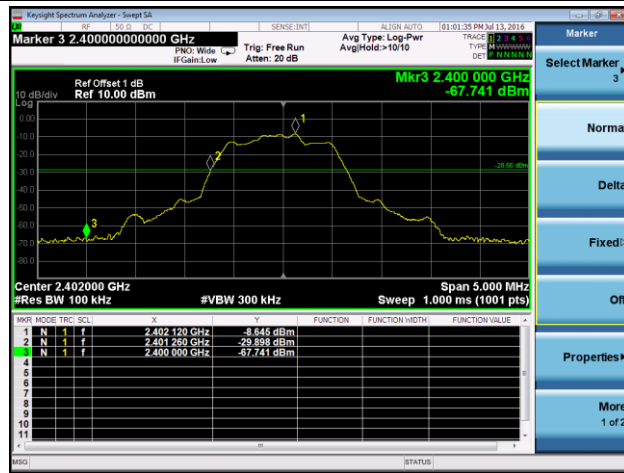 Keysight Spectrum Analyzer - Swept SA
RF 50 Ω DC SENSE:INT ALIGN AUTO 01:01:35 PM Jul 13, 2016
Marker 3 2.400000000000 GHz
PNO: Wide
IFGain:Low
Trig: Free Run
Atten: 20 dB
Avg Type: Log-Pwr
Avg|Hold:>10/10
TRACE 1 2 3 4 5 6
TYPE M WWWWW
DET P NNNNN
Ref Offset 1 dB
Ref 10.00 dBm
10 dB/div
Log
Mkr3 2.400 000 GHz
-67.741 dBm
0.00
-10.0
-20.0
-30.0
-40.0
-50.0
-60.0
-70.0
-80.0
1
2
3
-28.66 dBm
Center 2.402000 GHz
#Res BW 100 kHz
#VBW 300 kHz
Span 5.000 MHz
Sweep 1.000 ms (1001 pts)
MKR MODE TRC SCL X Y FUNCTION FUNCTION WIDTH FUNCTION VALUE
1 N 1 f 2.402 120 GHz -8.645 dBm
2 N 1 f 2.401 260 GHz -29.898 dBm
3 N 1 f 2.400 000 GHz -67.741 dBm
4
5
6
7
8
9
10
11
MSG STATUS
Marker
Select Marker
3
Norma
Delta
Fixed
Of
Properties
More
1 of 2